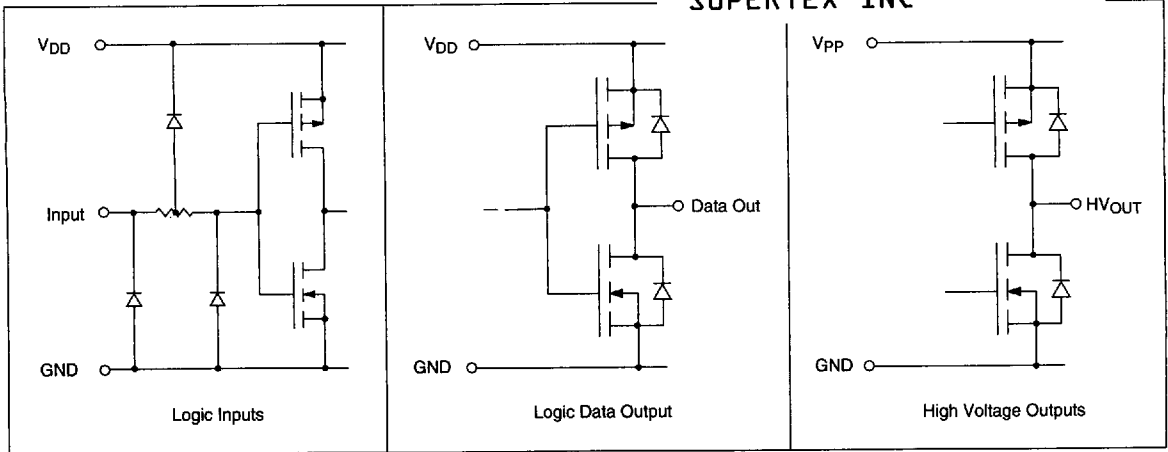 SUPERTEX INC
VDD
Input
GND
Logic Inputs
VDD
Data Out
GND
Logic Data Output
VPP
HVOUT
GND
High Voltage Outputs